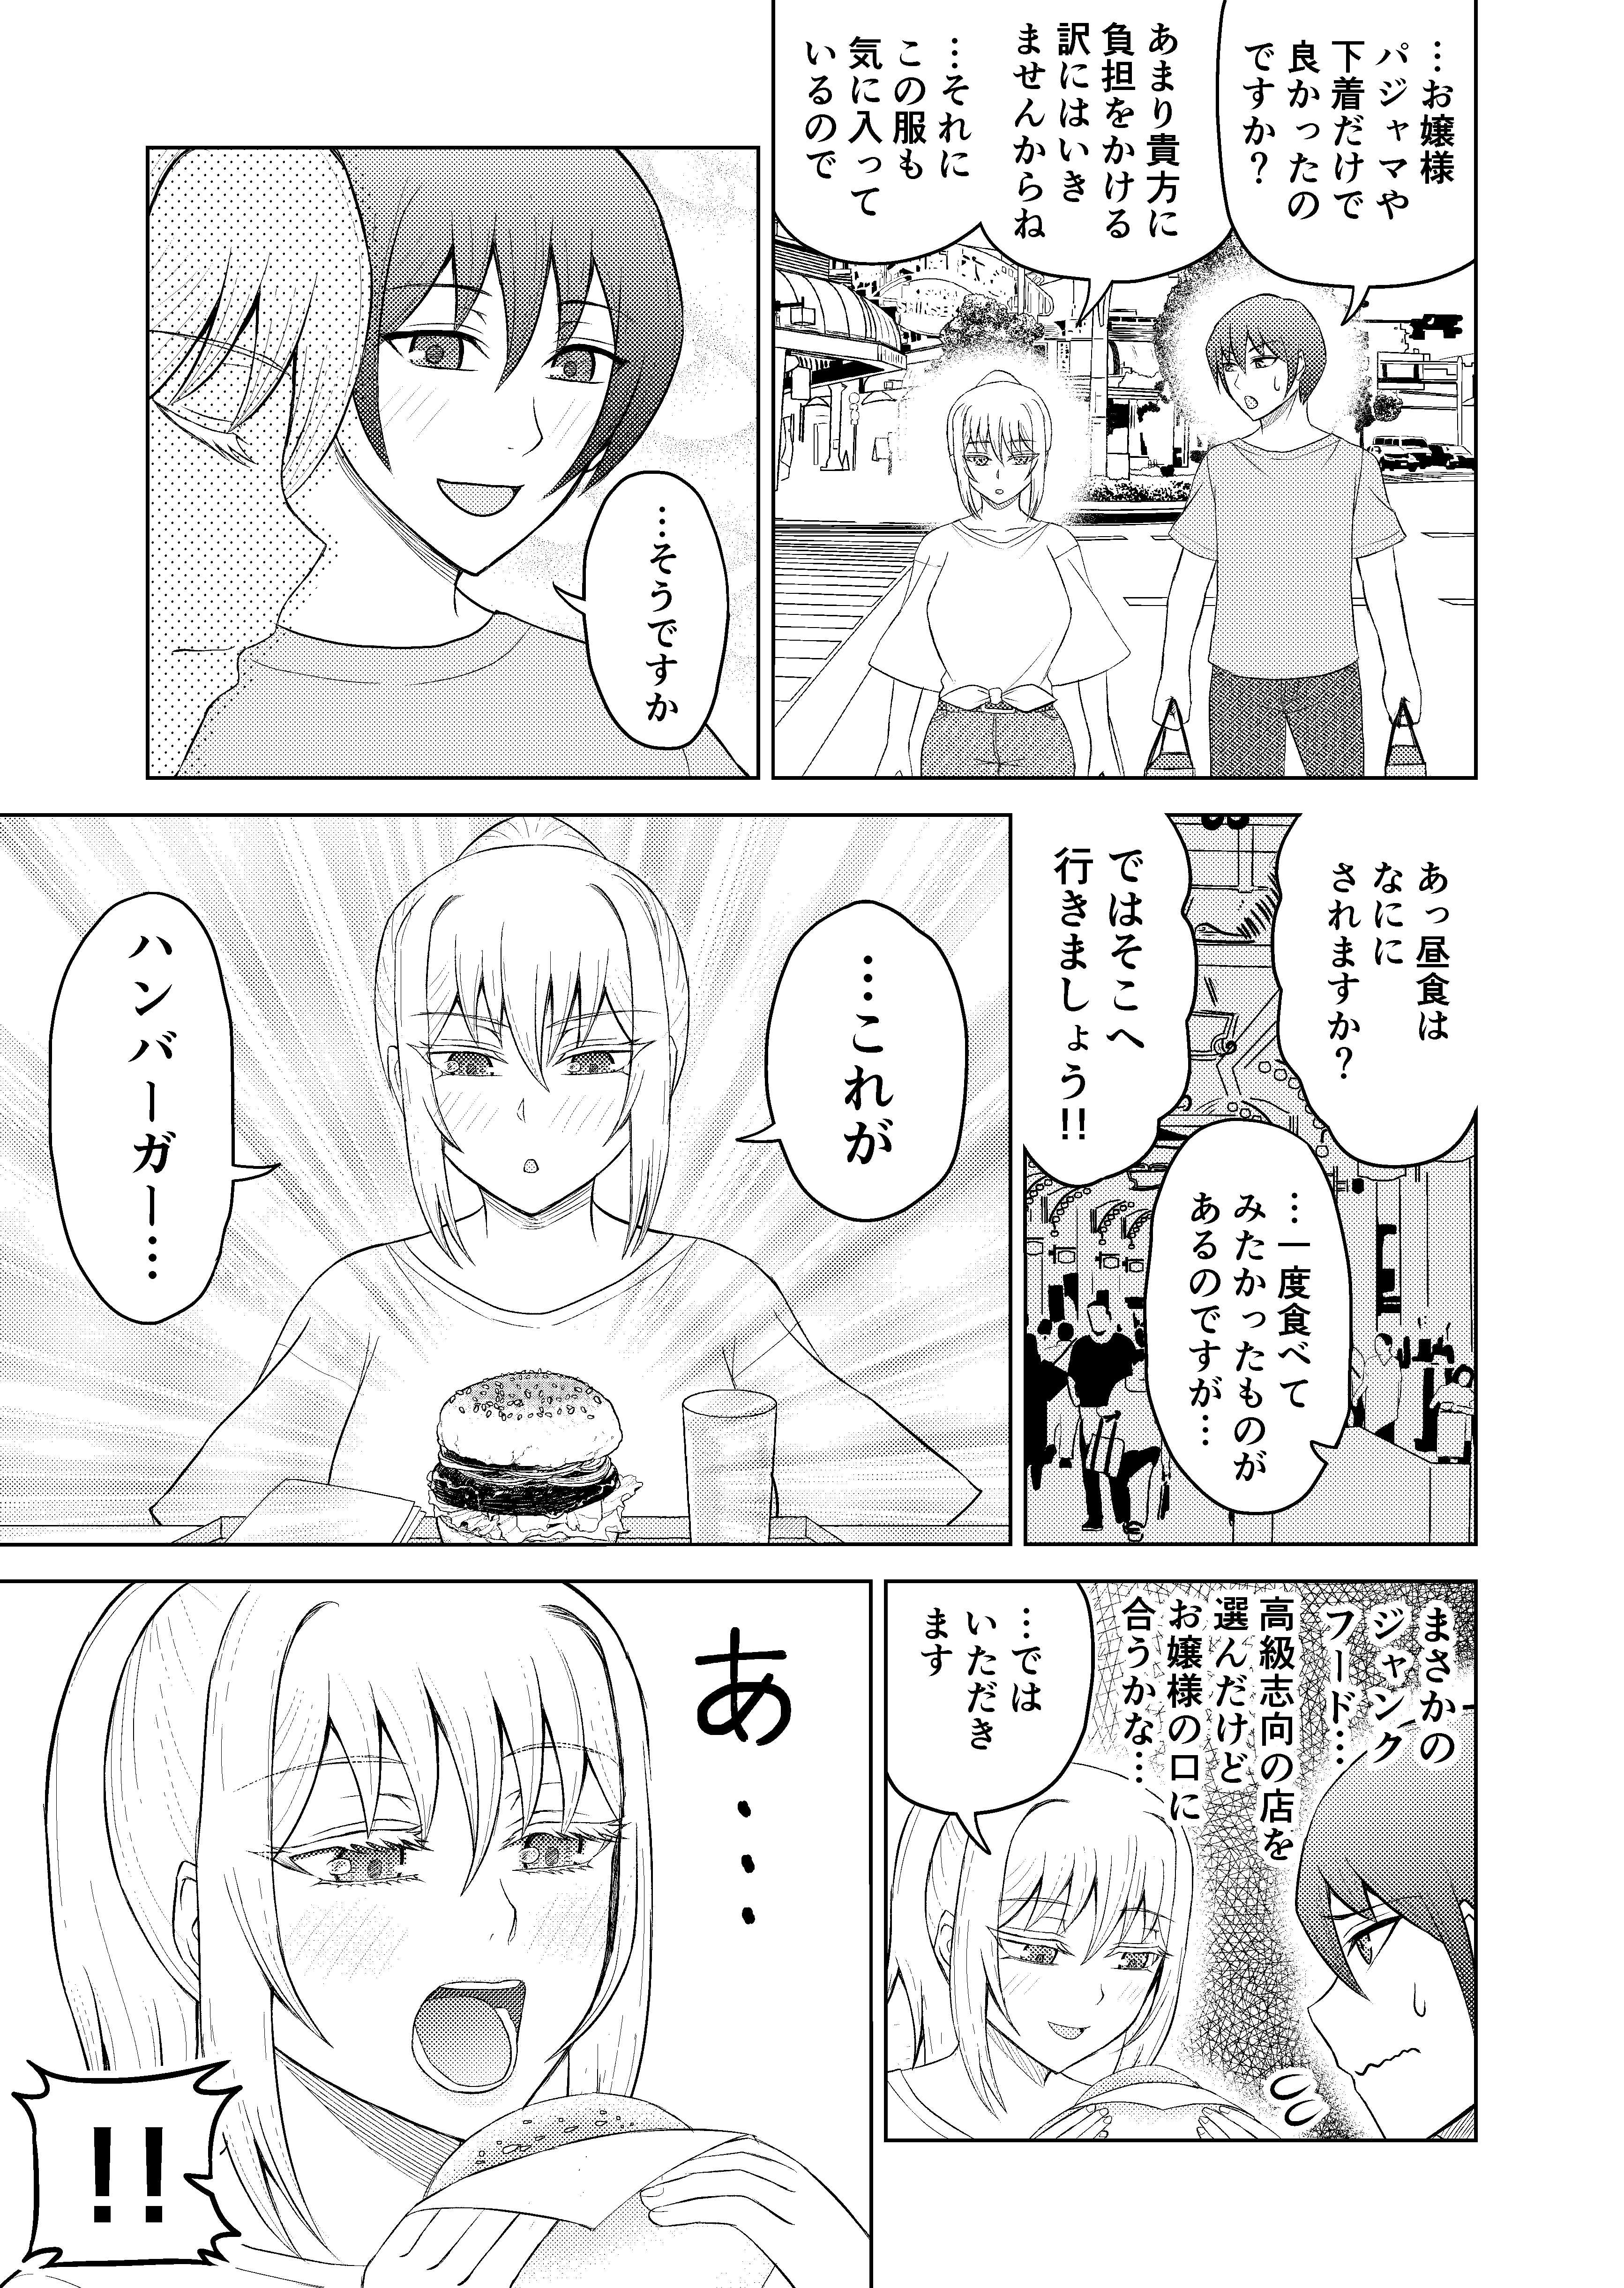 …お嬢様
パジャマや
下着だけで
良かったの
ですか？
あまり貴方に
負担をかける
訳にはいき
ませんからね
…それに
この服も
気に入って
いるので
…そうですか
あっ昼食は
なにに
されますか？
…一度食べて
みたかったものが
あるのですが…
ではそこへ
行きましょう!!
…これが
ハンバーガー…
まさかの
ジャンク
フード…
高級志向の店を
選んだけど
お嬢様の口に
合うかな…
…では
いただき
ます
あ…
!!